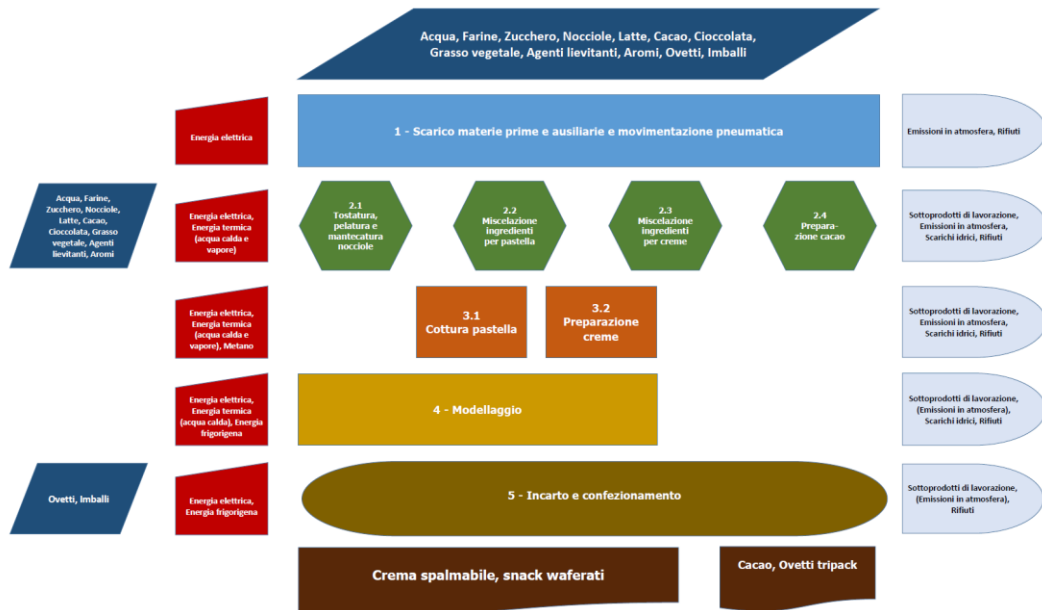 Acqua, Farine, Zucchero, Nocciole, Latte, Cacao, Cioccolata,
Grasso vegetale, Agenti lievitanti, Aromi, Ovetti, Imballi
Energia elettrica
1 - Scarico materie prime e ausiliarie e movimentazione pneumatica
Emissioni in atmosfera, Rifiuti
Acqua, Farine,
Zucchero, Nocciole,
Latte, Cacao,
Cioccolata, Grasso
vegetale, Agenti
lievitanti, Aromi
Energia elettrica,
Energia termica
(acqua calda e
vapore)
2.1
Tostatura,
pelatura e
mantecatura
nocciole
2.2
Miscelazione
ingredienti
per pastella
2.3
Miscelazione
ingredienti
per creme
2.4
Prepara-
zione cacao
Sottoprodotti di lavorazione,
Emissioni in atmosfera,
Scarichi idrici, Rifiuti
Energia elettrica,
Energia termica
(acqua calda e
vapore), Metano
3.1
Cottura pastella
3.2
Preparazione
creme
Sottoprodotti di lavorazione,
Emissioni in atmosfera,
Scarichi idrici, Rifiuti
Energia elettrica,
Energia termica
(acqua calda), Energia
frigorigena
4 - Modellaggio
Sottoprodotti di lavorazione,
(Emissioni in atmosfera),
Scarichi idrici, Rifiuti
Ovetti, Imballi
Energia elettrica,
Energia frigorigena
5 - Incarto e confezionamento
Sottoprodotti di lavorazione,
(Emissioni in atmosfera),
Rifiuti
Crema spalmabile, snack waferati
Cacao, Ovetti tripack